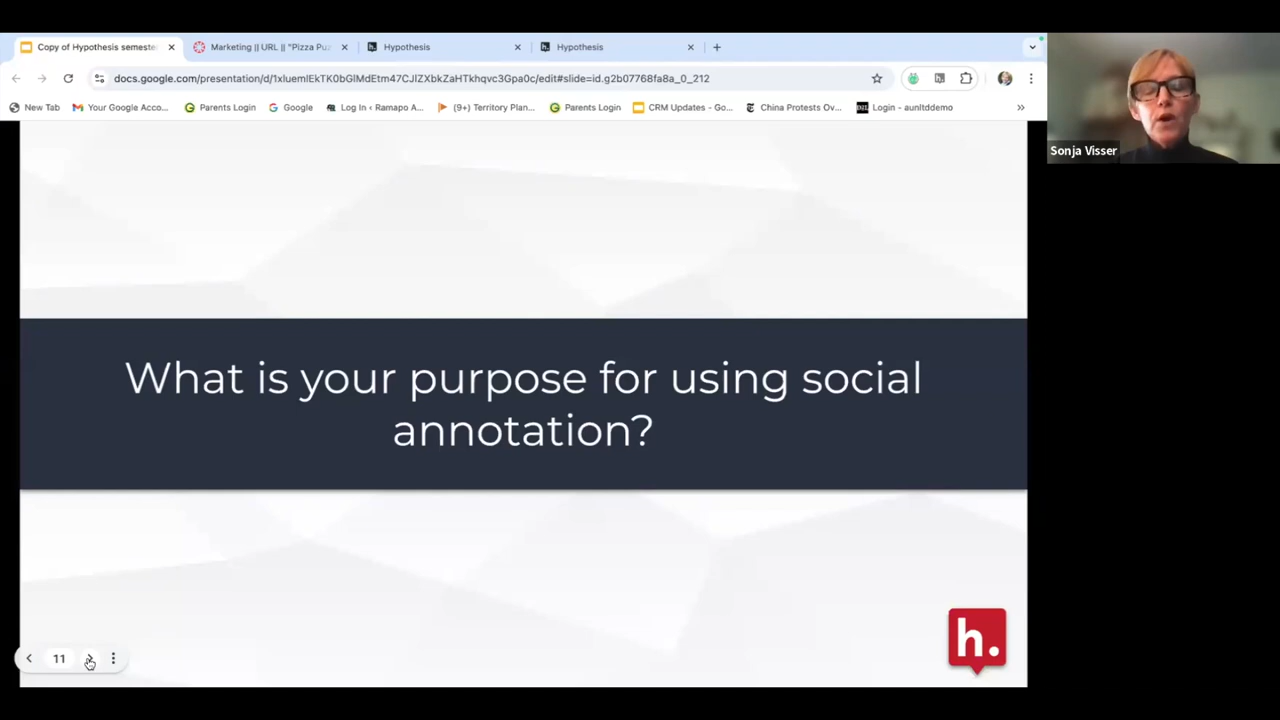 Copy of Hypothesis semeste
Marketing || URL || "Pizza Puz
Hypothesis
Hypothesis
docs.google.com/presentation/d/1xluemIEkTK0bGlMdEtm47CJIZXbkZaHTkhqvc3Gpa0c/edit#slide=id.g2b07768fa8a_0_212
New Tab
Your Google Acco...
Parents Login
Google
Log In ‹ Ramapo A...
(9+) Territory Plan...
Parents Login
CRM Updates - Go...
China Protests Ov...
Login - aunltddemo
Sonja Visser
What is your purpose for using social
annotation?
h.
11